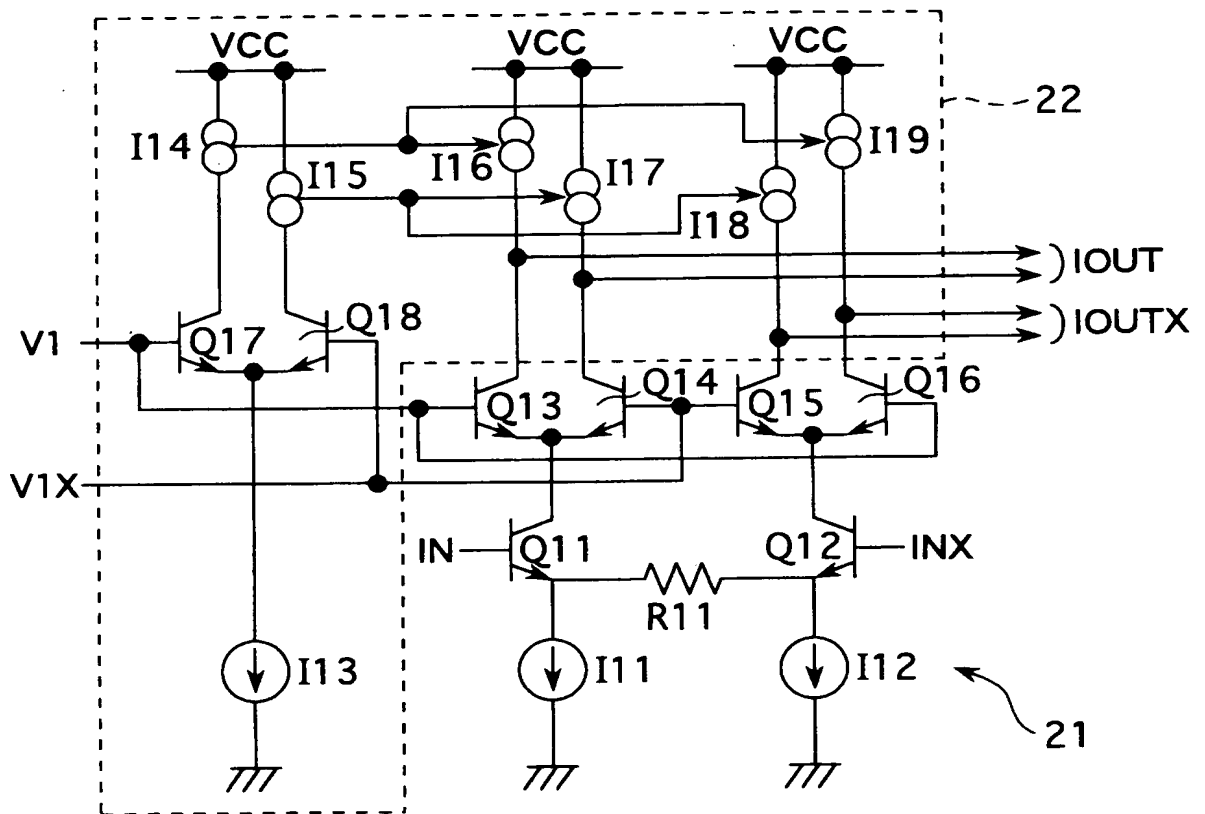 VCC VCC VCC
22
I14 I16 I19
I15 I17 I18
IOUT
IOUTX
V1 Q17 Q18
Q13 Q14 Q15 Q16
V1X
IN Q11 Q12 INX
R11
I13 I11 I12
21